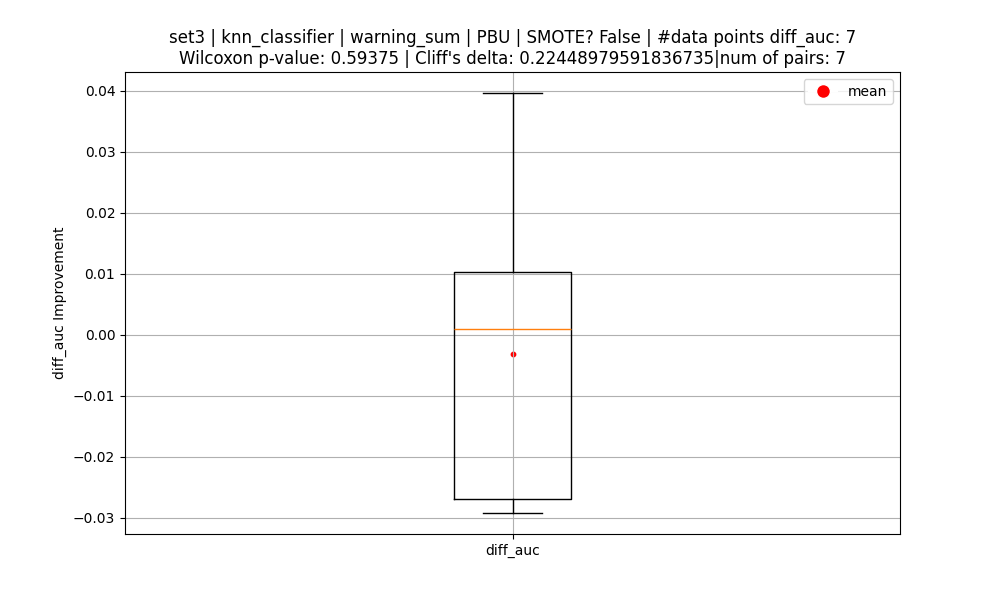 set3 | knn_classifier | warning_sum | PBU | SMOTE? False | #data points diff_auc: 7
Wilcoxon p-value: 0.59375 | Cliff's delta: 0.22448979591836735|num of pairs: 7
mean
0.04
0.03
0.02
0.01
0.00
−0.01
−0.02
−0.03
diff_auc Improvement
diff_auc